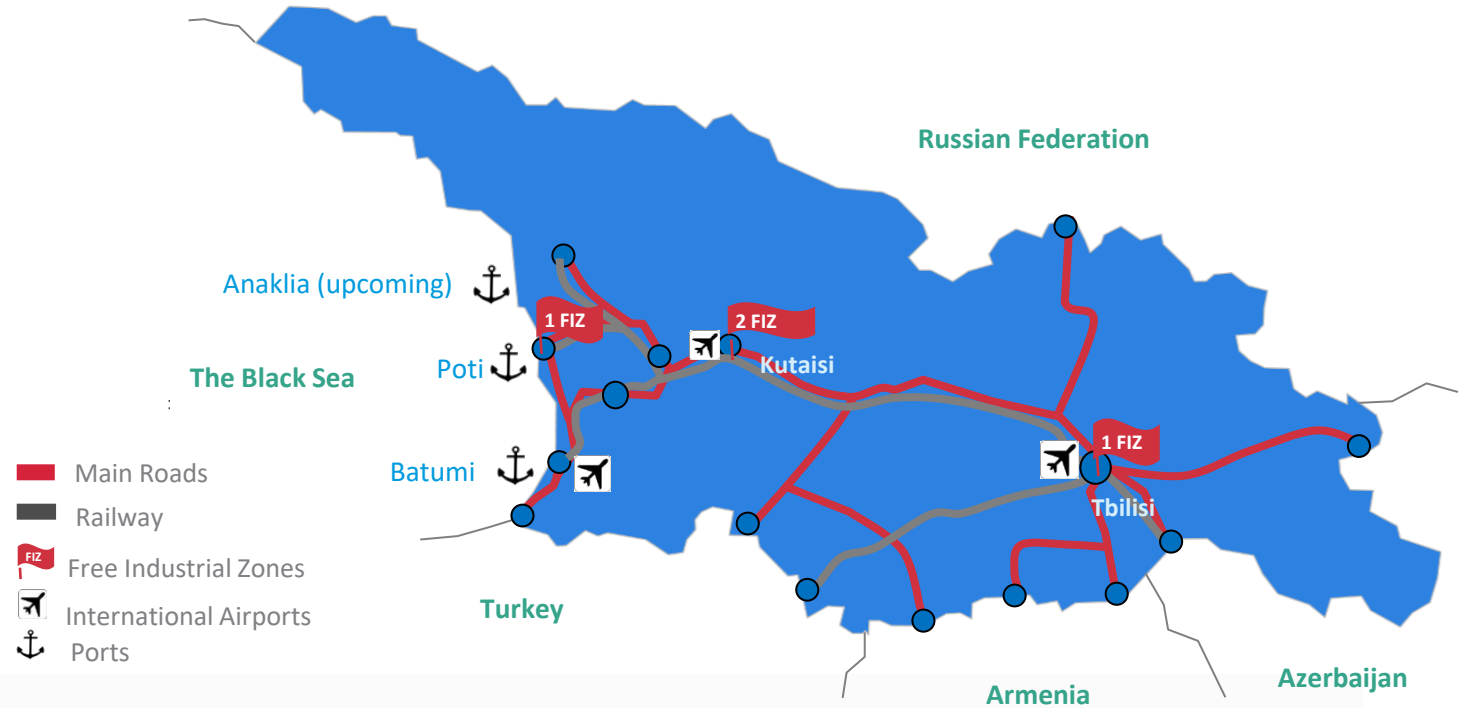 Russian Federation
Anaklia (upcoming)
1 FIZ
2 FIZ
Poti
Kutaisi
The Black Sea
:
Batumi
1 FIZ
Tbilisi
Main Roads
Railway
FIZ
Free Industrial Zones
International Airports
Ports
Turkey
Armenia
Azerbaijan